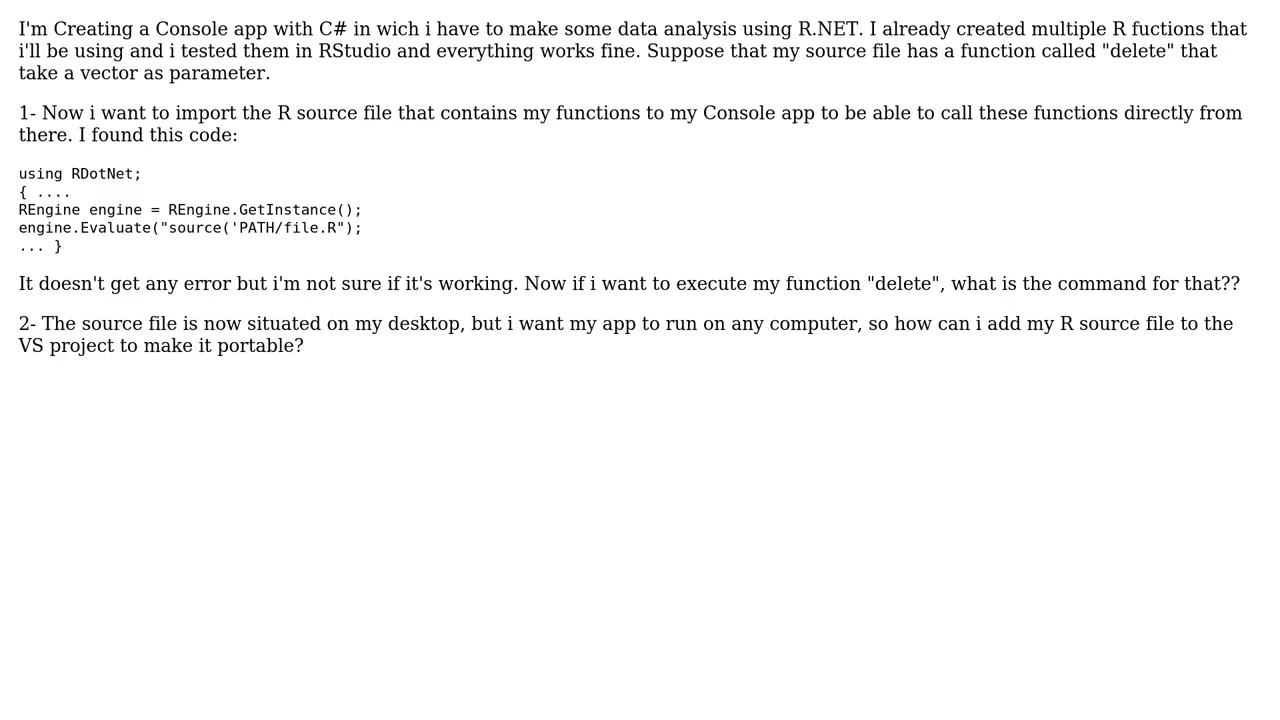 I'm Creating a Console app with C# in wich i have to make some data analysis using R.NET. I already created multiple R fuctions that
i'll be using and i tested them in RStudio and everything works fine. Suppose that my source file has a function called "delete" that
take a vector as parameter.
1- Now i want to import the R source file that contains my functions to my Console app to be able to call these functions directly from
there. I found this code:
using RDotNet;
{ ....
REngine engine = REngine.GetInstance();
engine.Evaluate("source('PATH/file.R");
... }
It doesn't get any error but i'm not sure if it's working. Now if i want to execute my function "delete", what is the command for that??
2- The source file is now situated on my desktop, but i want my app to run on any computer, so how can i add my R source file to the
VS project to make it portable?